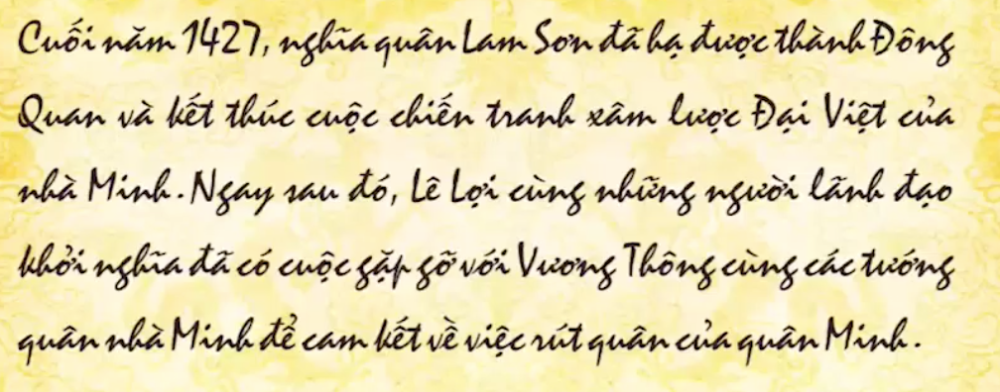 Cuối năm 1427, nghĩa quân Lam Sơn đã hạ được thành Đông
Quan và kết thúc cuộc chiến tranh xâm lược Đại Việt của
nhà Minh. Ngay sau đó, Lê Lợi cùng những người lãnh đạo
khởi nghĩa đã có cuộc gặp gỡ với Vương Thông cùng các tướng
quân nhà Minh để cam kết về việc rút quân của quân Minh.